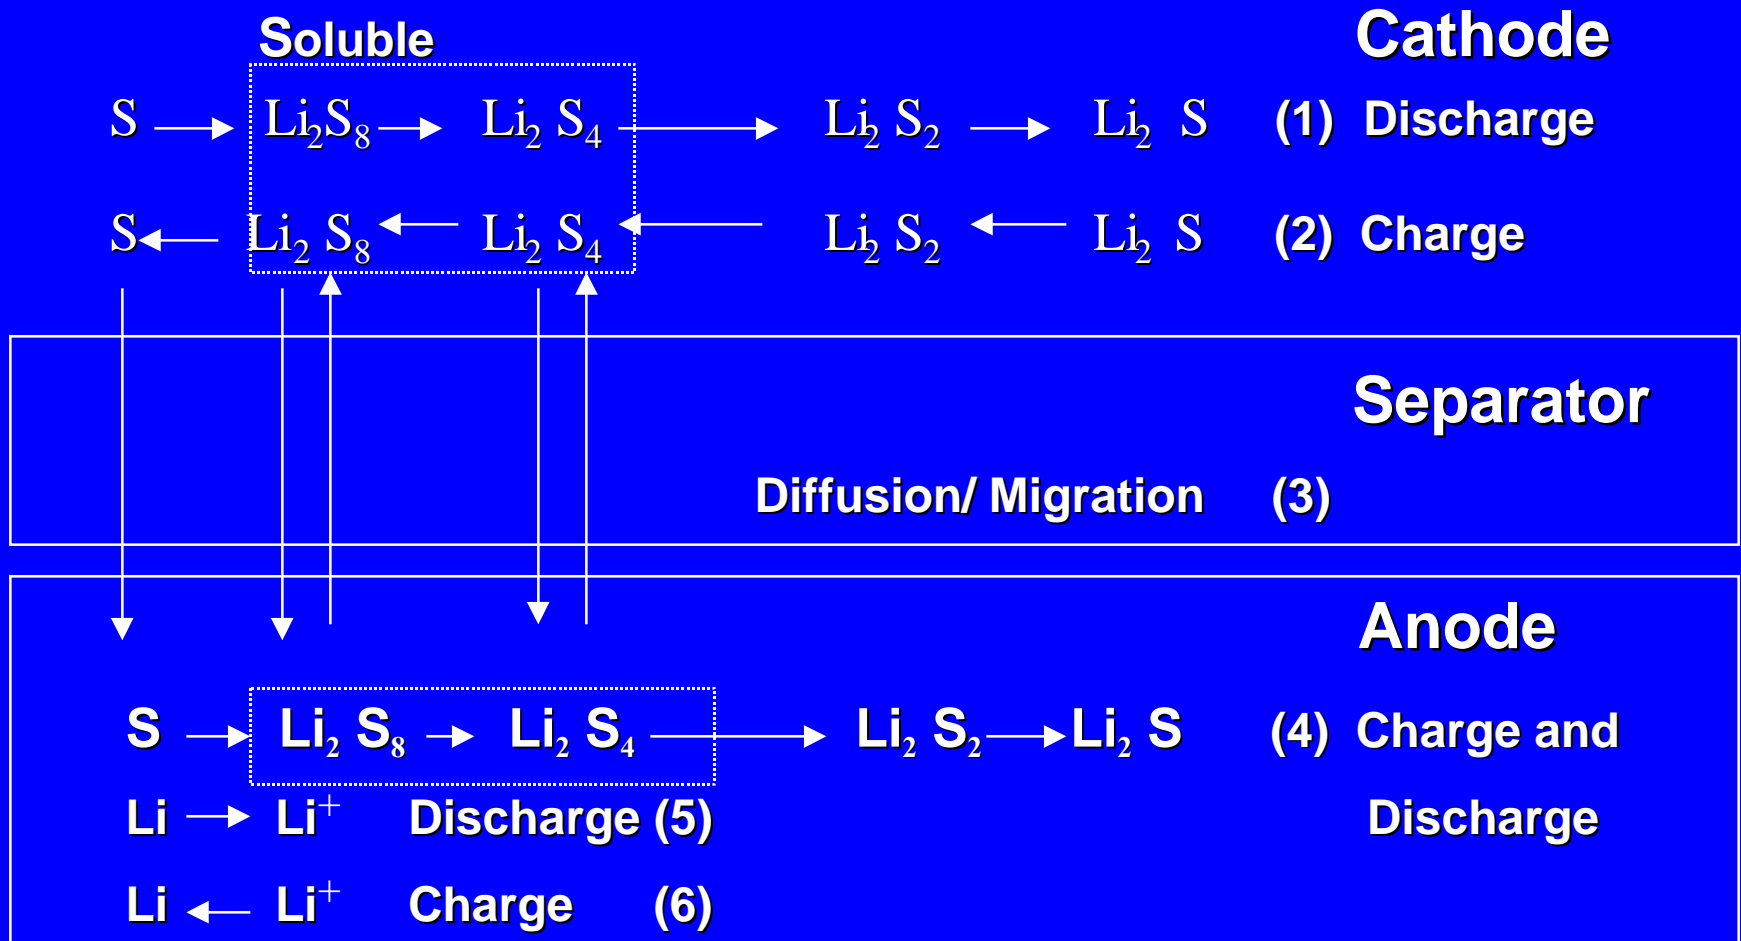 Soluble Cathode
S → Li₂S₈ → Li₂ S₄ → Li₂ S₂ → Li₂ S (1) Discharge
S ← Li₂ S₈ ← Li₂ S₄ ← Li₂ S₂ ← Li₂ S (2) Charge
Separator
Diffusion/ Migration (3)
Anode
S → Li₂ S₈ → Li₂ S₄ → Li₂ S₂ → Li₂ S (4) Charge and
Li → Li⁺ Discharge (5) Discharge
Li ← Li⁺ Charge (6)